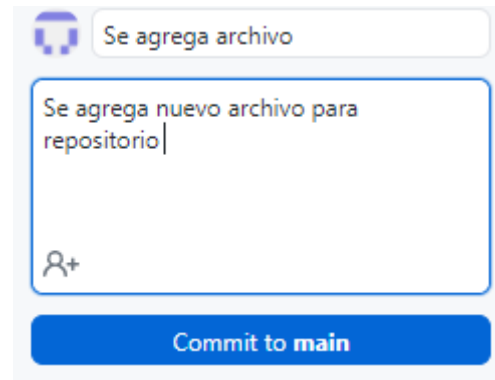 Se agrega archivo
Se agrega nuevo archivo para
repositorio
Commit to main